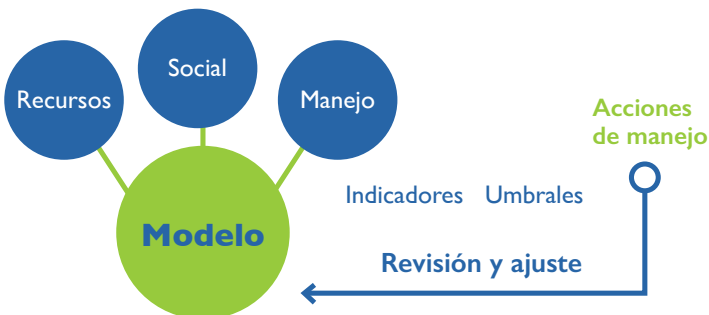 Social
Recursos
Manejo
Acciones
de manejo
Indicadores Umbrales
Modelo
Revisión y ajuste